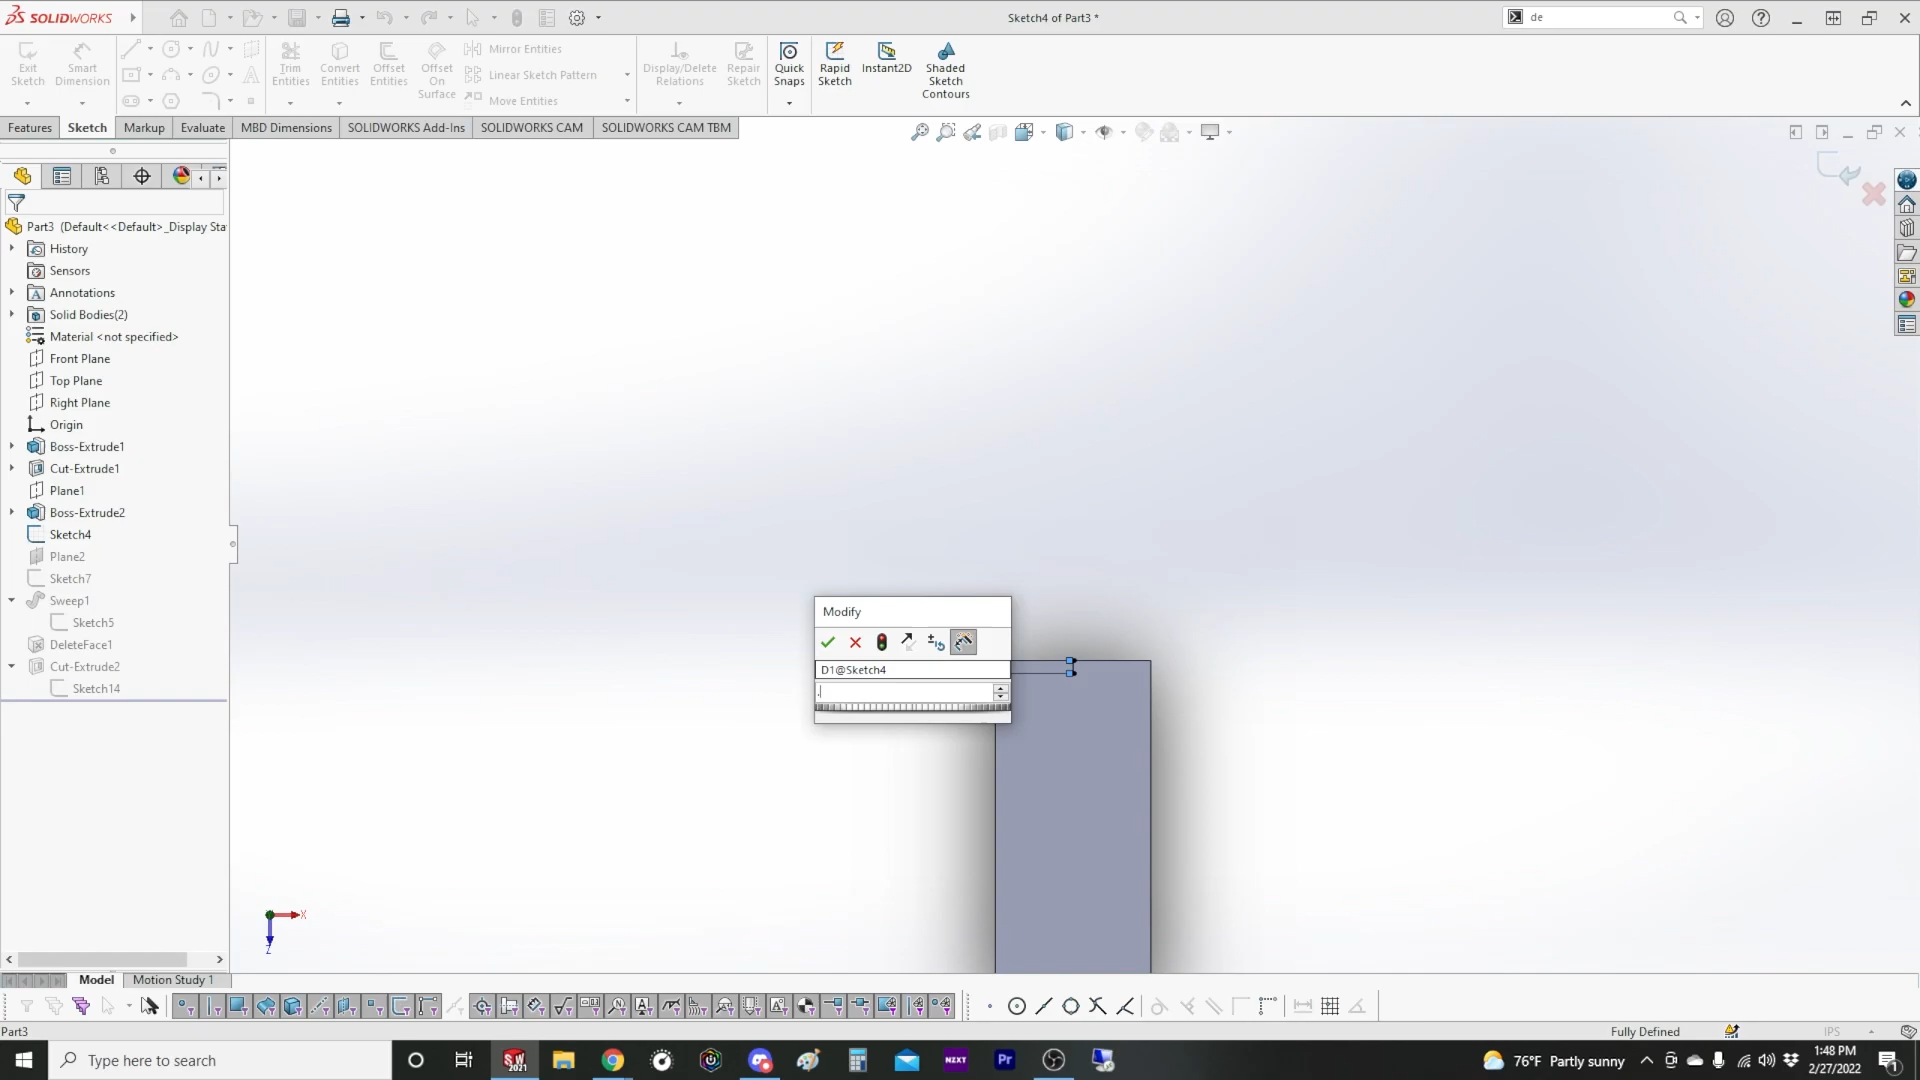 SOLIDWORKS
Sketch4 of Part3 *
de
Exit
Sketch
Smart
Dimension
Trim
Entities
Convert
Entities
Offset
Entities
Offset
On
Surface
Mirror Entities
Linear Sketch Pattern
Move Entities
Display/Delete
Relations
Repair
Sketch
Quick
Snaps
Rapid
Sketch
Instant2D
Shaded
Sketch
Contours
Features
Sketch
Markup
Evaluate
MBD Dimensions
SOLIDWORKS Add-Ins
SOLIDWORKS CAM
SOLIDWORKS CAM TBM
Part3 (Default<<Default>_Display Sta
History
Sensors
Annotations
Solid Bodies(2)
Material <not specified>
Front Plane
Top Plane
Right Plane
Origin
Boss-Extrude1
Cut-Extrude1
Plane1
Boss-Extrude2
Sketch4
Plane2
Sketch7
Sweep1
Sketch5
DeleteFace1
Cut-Extrude2
Sketch14
Modify
D1@Sketch4
.
X
Z
Model
Motion Study 1
Part3
Fully Defined
IPS
Type here to search
SW
2021
NZXT
Pr
76°F Partly sunny
1:48 PM
2/27/2022
1